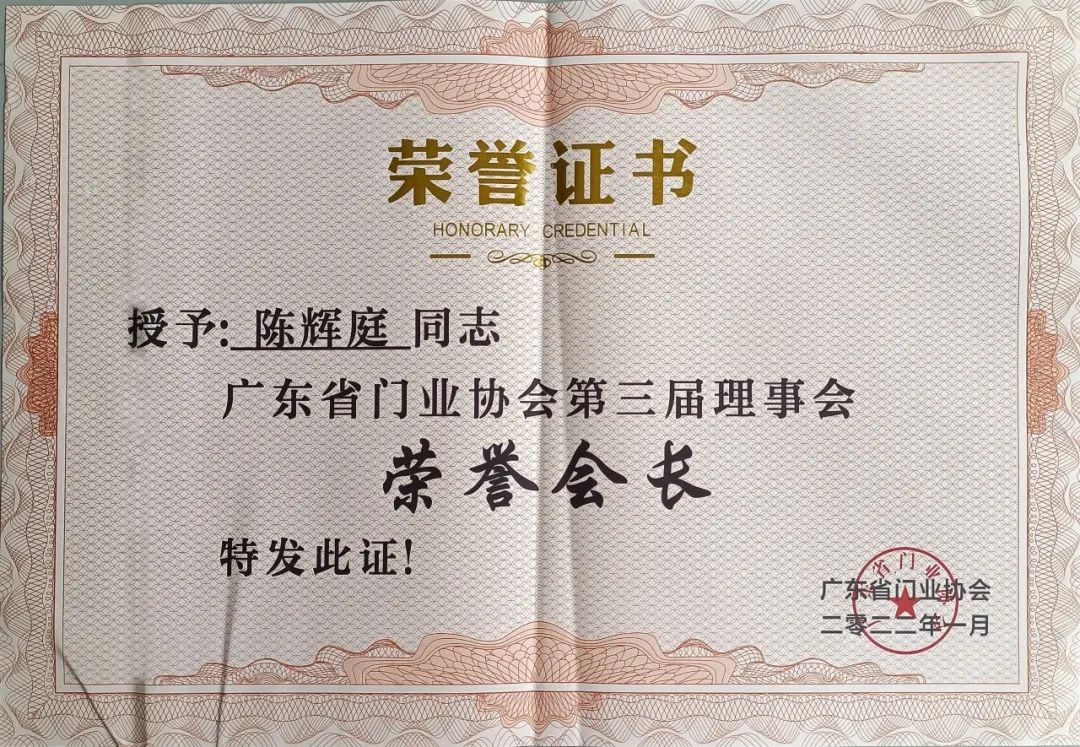 荣誉证书
HONORARY CREDENTIAL
授予: 陈辉庭 同志
广东省门业协会第三届理事会
荣誉会长
特发此证!
广东省门业协会
二零二二年一月